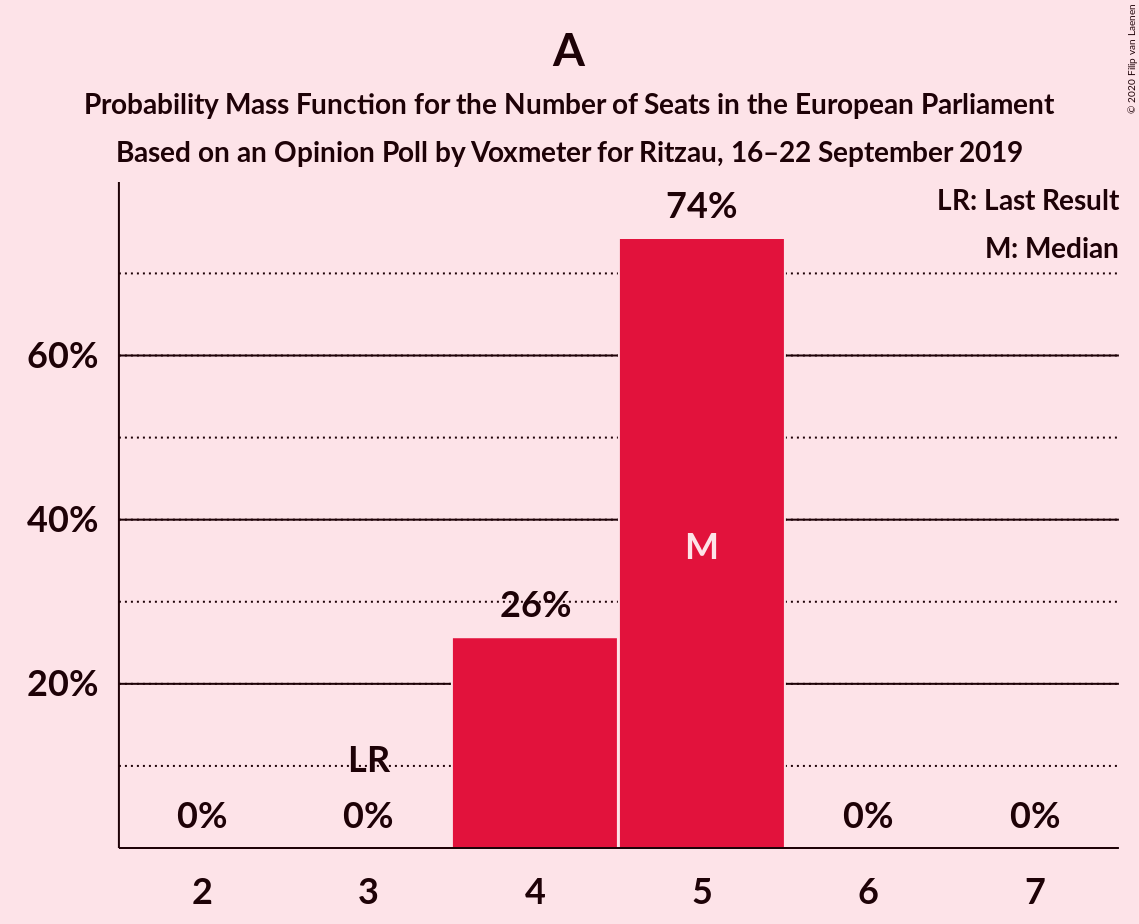 A
Probability Mass Function for the Number of Seats in the European Parliament
Based on an Opinion Poll by Voxmeter for Ritzau, 16–22 September 2019
© 2020 Filip van Laenen
LR: Last Result
M: Median
74%
60%
40%
M
26%
20%
LR
0%
0%
0%
0%
2
3
4
5
6
7